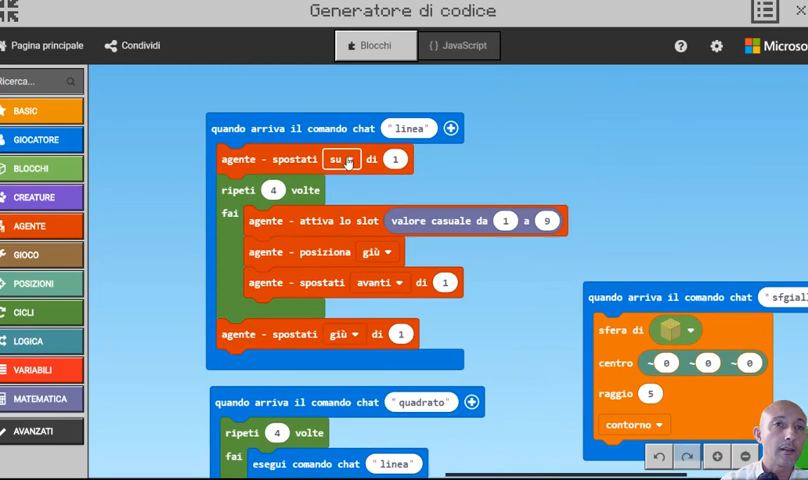 Generatore di codice
Pagina principale
Condividi
Blocchi
{} JavaScript
Microso
Ricerca...
BASIC
GIOCATORE
BLOCCHI
CREATURE
AGENTE
GIOCO
POSIZIONI
CICLI
LOGICA
VARIABILI
MATEMATICA
AVANZATI
quando arriva il comando chat "linea"
agente - spostati su di 1
ripeti 4 volte
fai
agente - attiva lo slot valore casuale da 1 a 9
agente - posiziona giù
agente - spostati avanti di 1
agente - spostati giù di 1
quando arriva il comando chat "quadrato"
ripeti 4 volte
fai
esegui comando chat "linea"
quando arriva il comando chat "sfgiall
sfera di
centro ~0 ~0 ~0
raggio 5
contorno